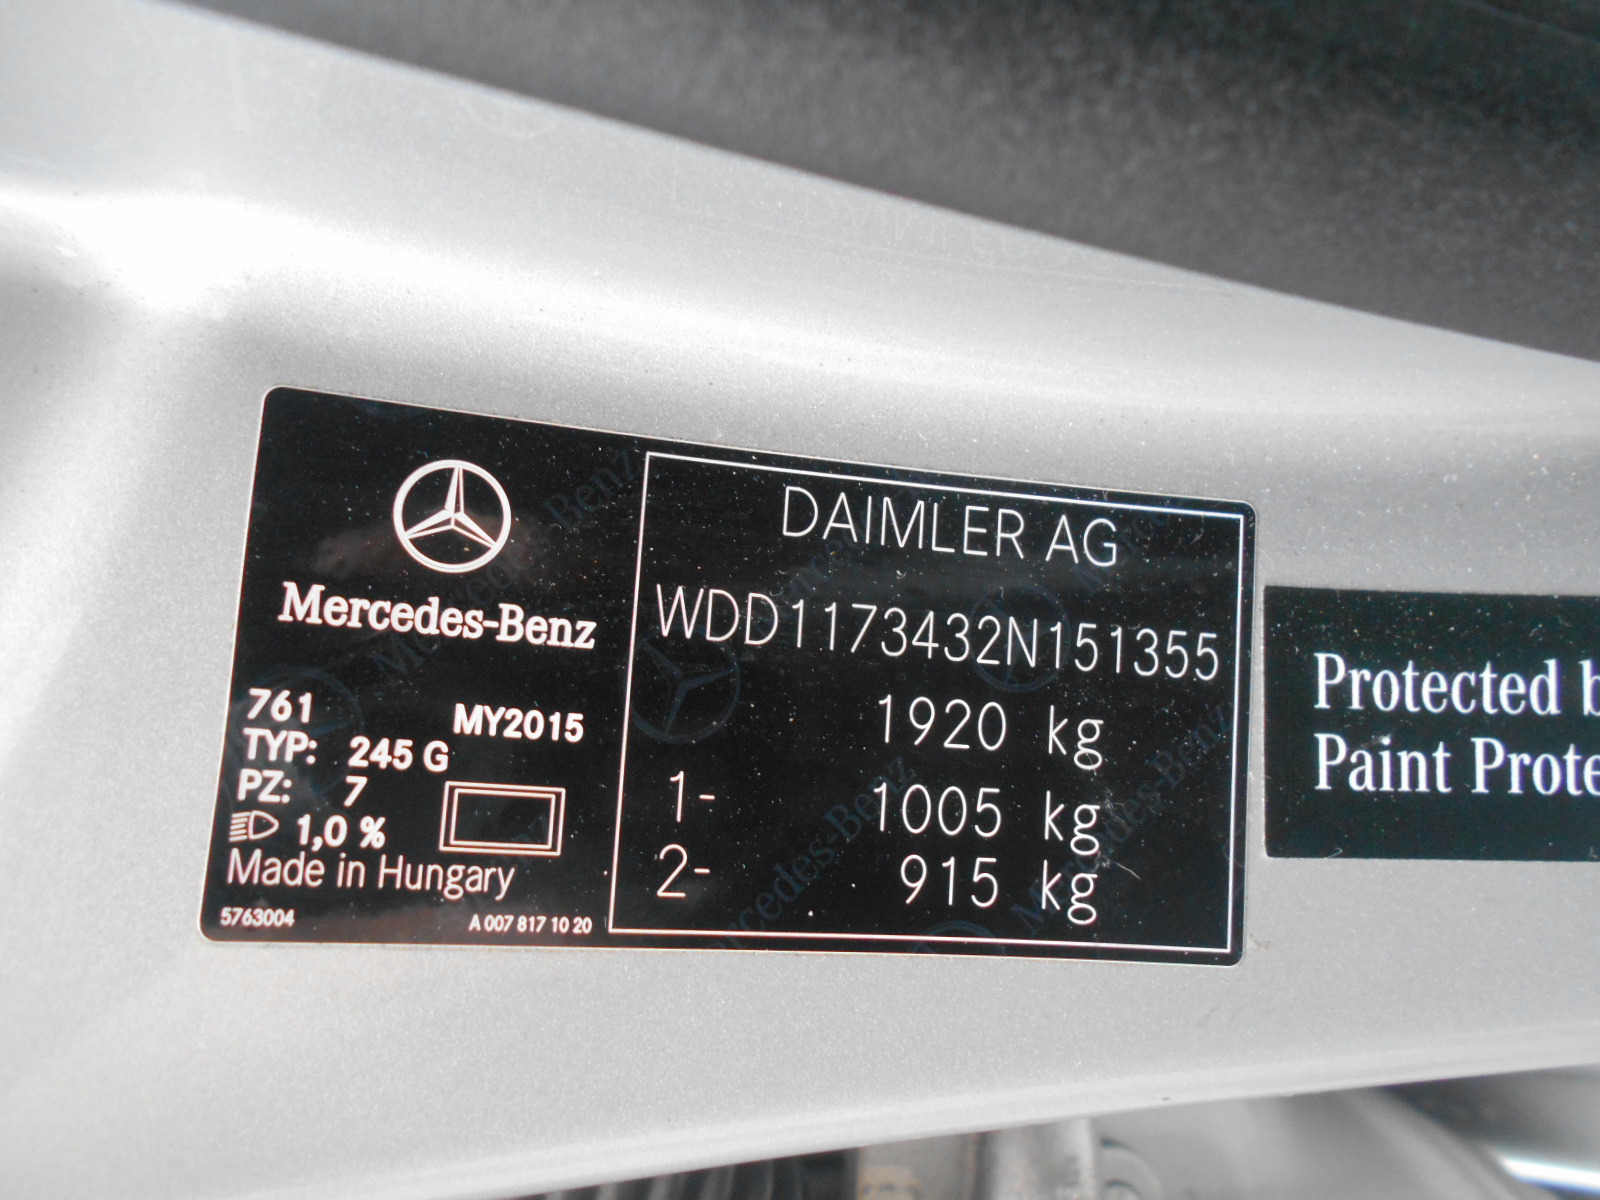 Mercedes-Benz
761
MY2015
TYP: 245 G
PZ: 7
1,0 %
Made in Hungary
5763004
A 007 817 10 20
DAIMLER AG
WDD1173432N151355
1920 kg
1- 1005 kg
2- 915 kg
Protected b
Paint Prote